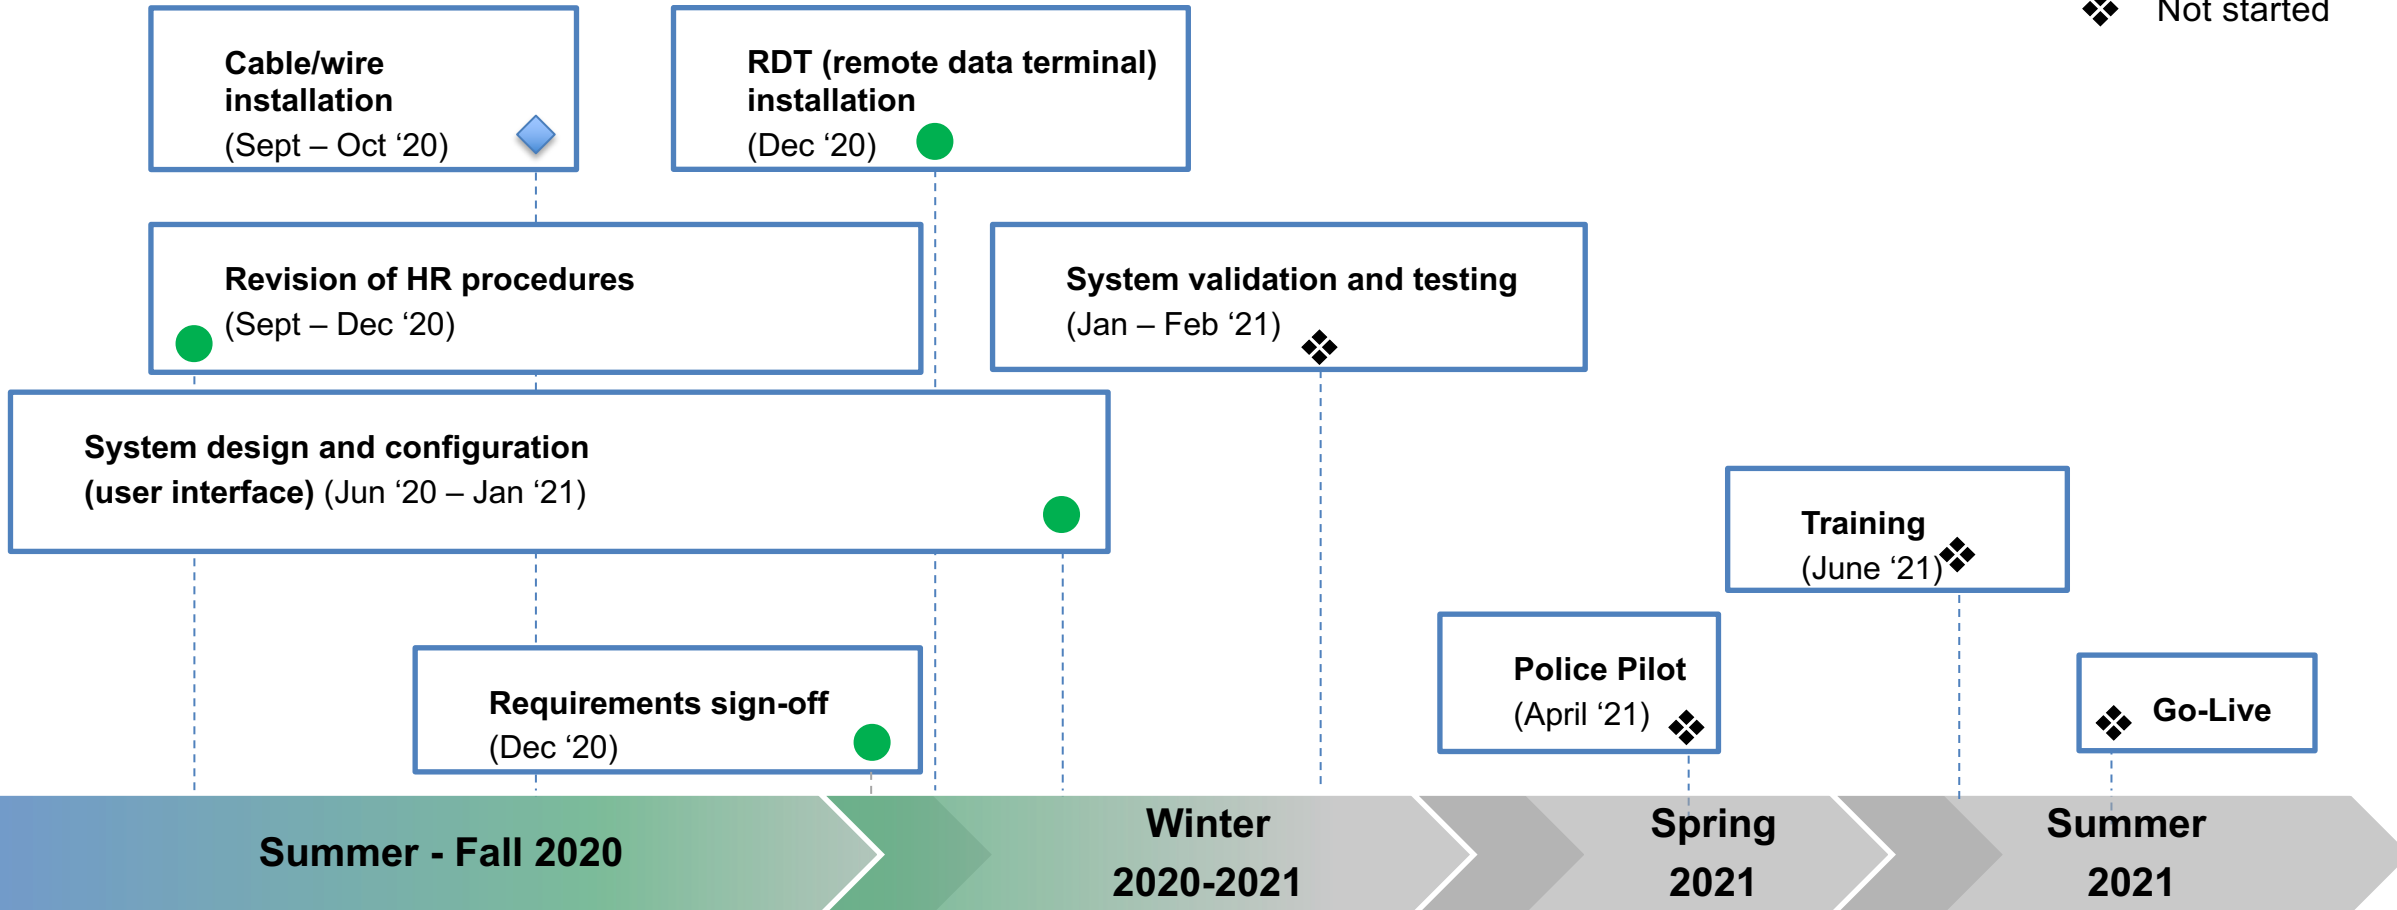 Not started
Cable/wire
installation
(Sept – Oct ‘20)
RDT (remote data terminal)
installation
(Dec ‘20)
Revision of HR procedures
(Sept – Dec ‘20)
System validation and testing
(Jan – Feb ‘21)
System design and configuration
(user interface) (Jun ‘20 – Jan ‘21)
Training
(June ‘21)
Requirements sign-off
(Dec ‘20)
Police Pilot
(April ‘21)
Go-Live
Summer - Fall 2020
Winter
2020-2021
Spring
2021
Summer
2021